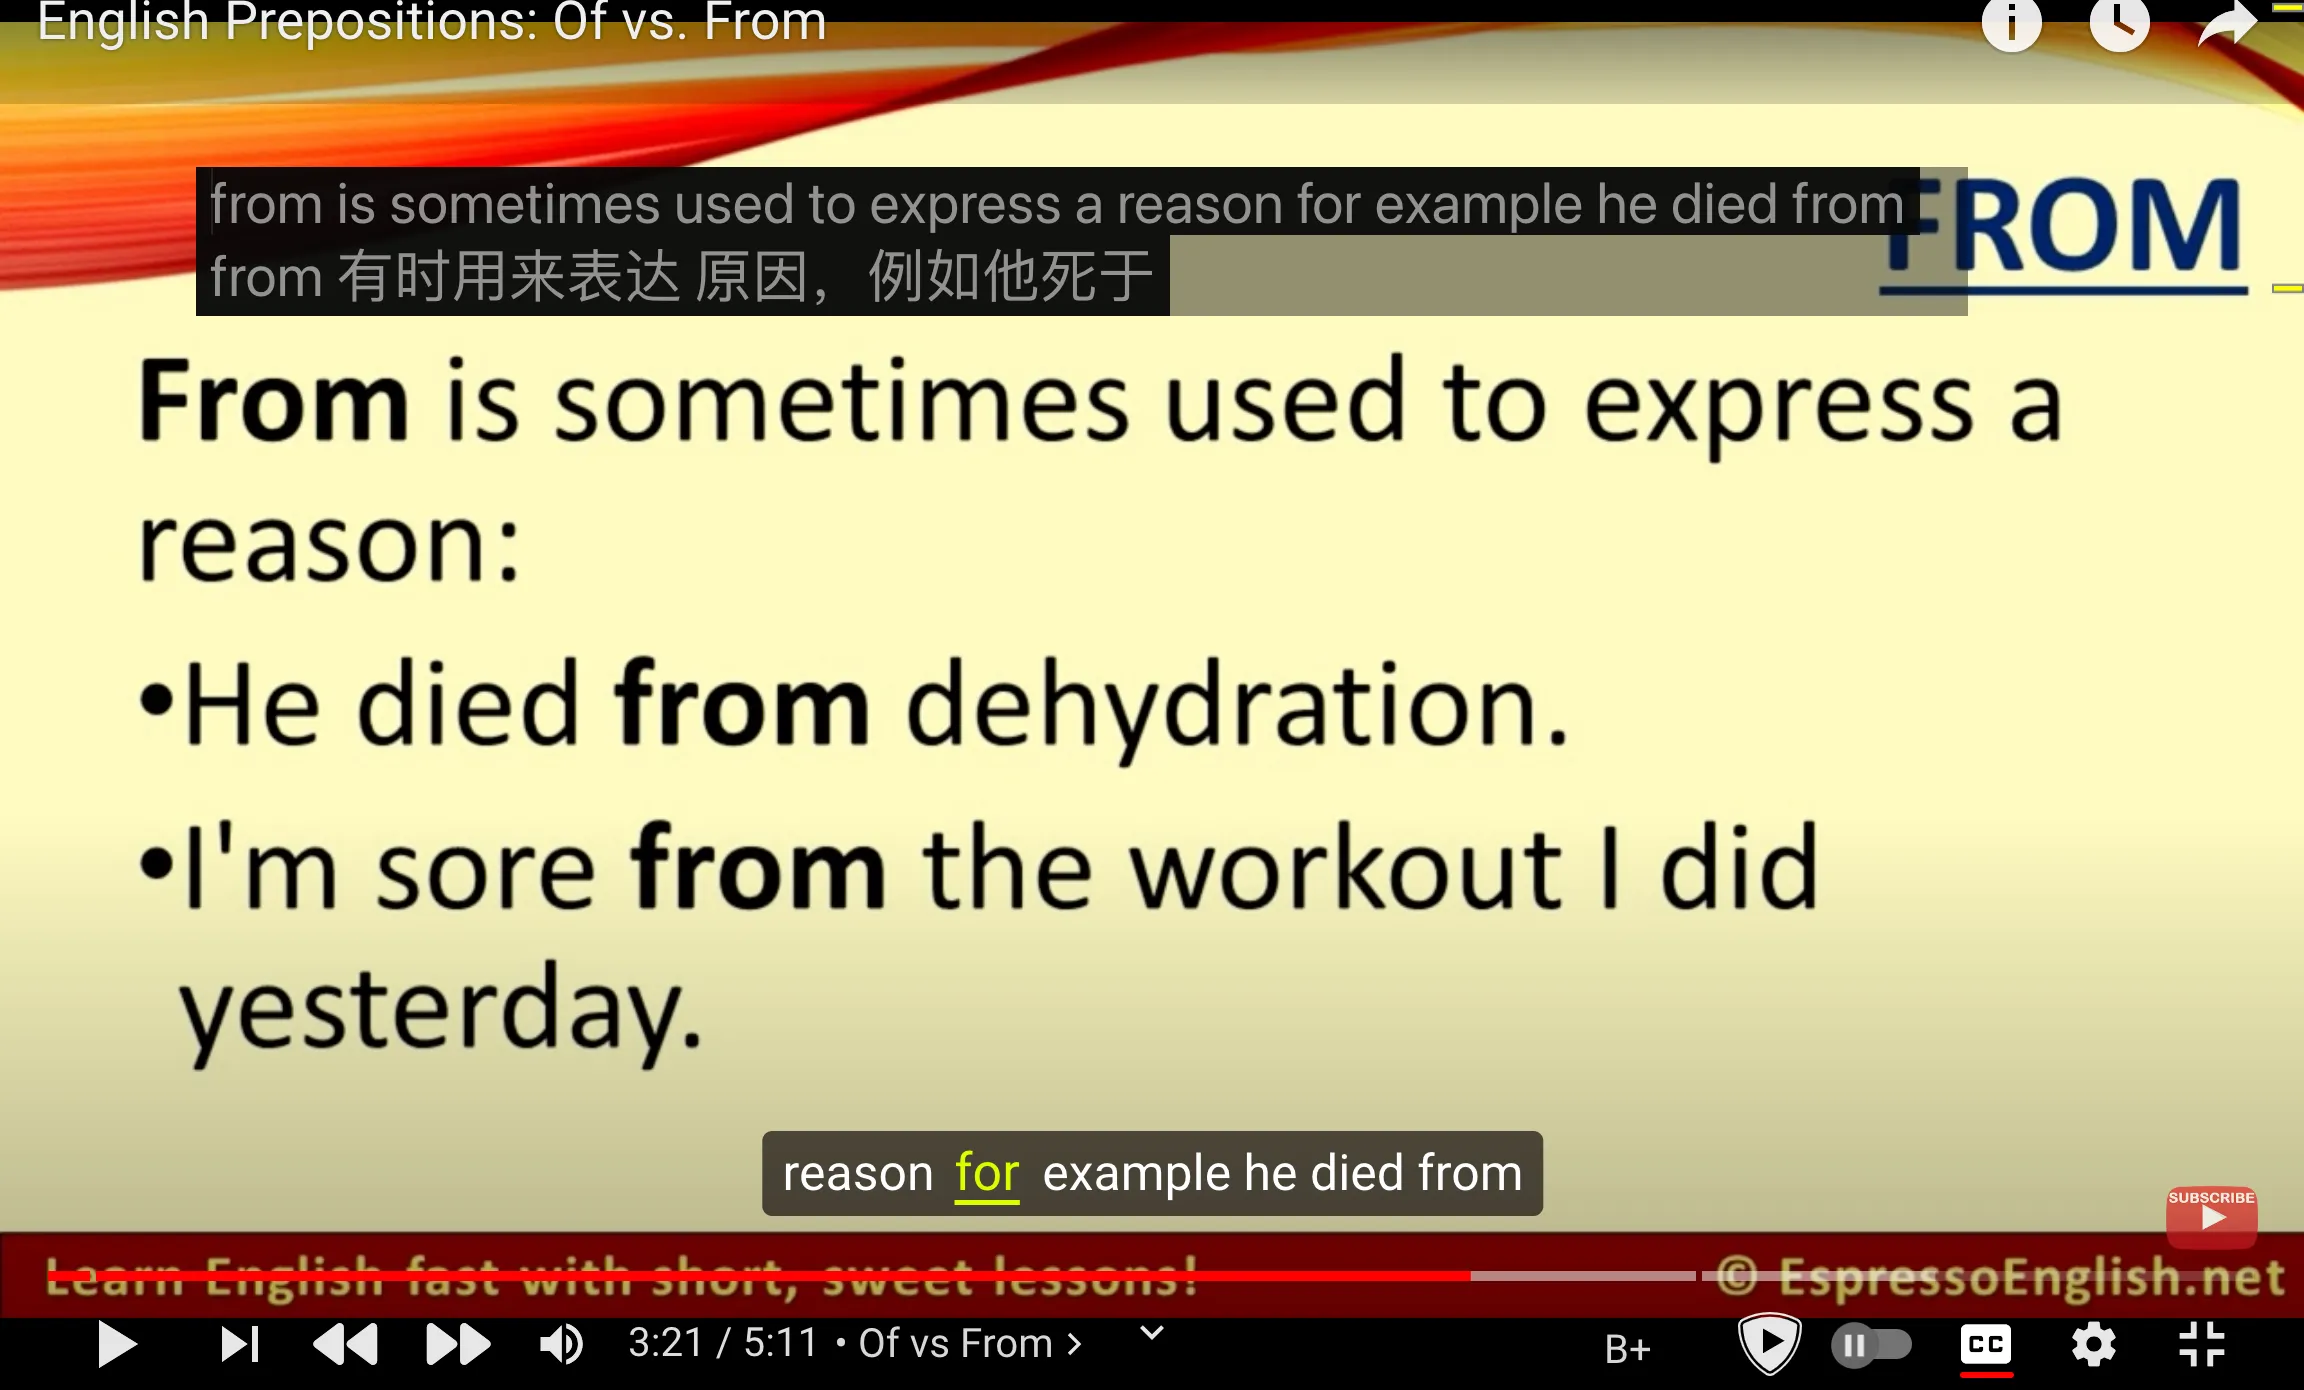 English Prepositions: Of vs. From
from is sometimes used to express a reason for example he died from
from 有时用来表达 原因，例如他死于
FROM
From is sometimes used to express a
reason:
•He died from dehydration.
•I'm sore from the workout I did
yesterday.
reason for example he died from
SUBSCRIBE
Learn English fast with short, sweet lessons!
© EspressoEnglish.net
3:21 / 5:11 • Of vs From >
B+
CC